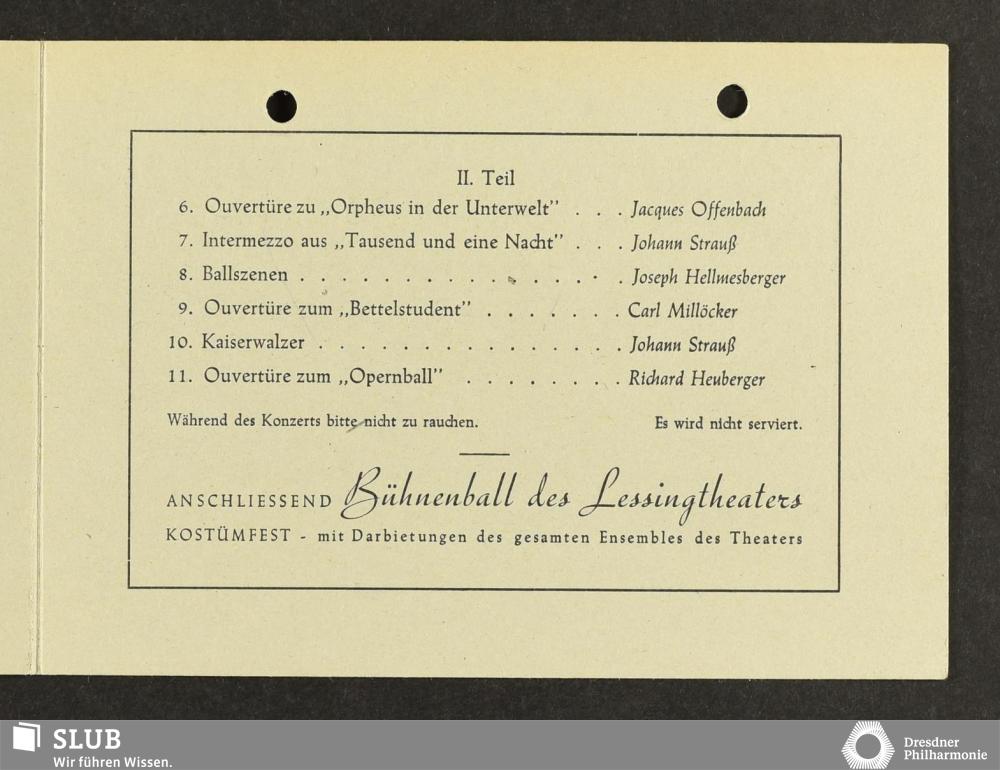 II. Teil
6. Ouvertüre zu „Orpheus in der Unterwelt” . . . Jacques Offenbach
7. Intermezzo aus „Tausend und eine Nacht” . . . Johann Strauß
8. Ballszenen . . . . . . . . . . . . . . . Joseph Hellmesberger
9. Ouvertüre zum „Bettelstudent” . . . . . . . Carl Millöcker
10. Kaiserwalzer . . . . . . . . . . . . . . Johann Strauß
11. Ouvertüre zum „Opernball” . . . . . . . . Richard Heuberger
Während des Konzerts bitte nicht zu rauchen. Es wird nicht serviert.
ANSCHLIESSEND Bühnenball des Lessingtheaters
KOSTÜMFEST - mit Darbietungen des gesamten Ensembles des Theaters
SLUB
Wir führen Wissen.
Dresdner
Philharmonie